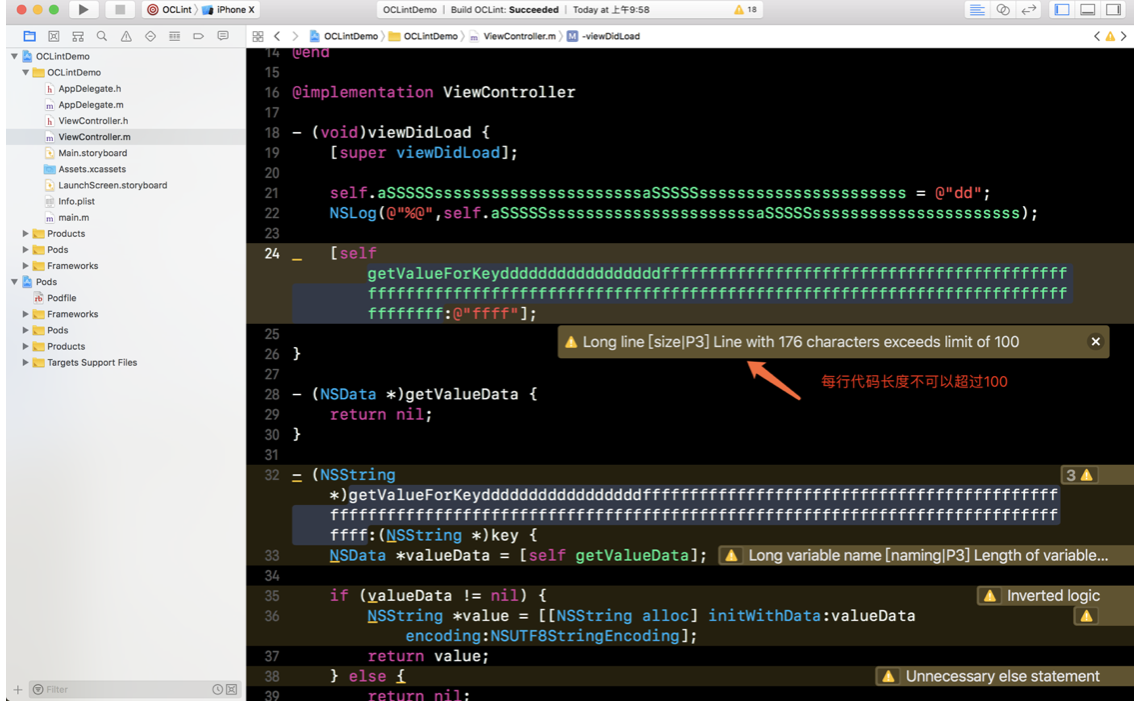 OCLint 〉 iPhone X
OCLintDemo | Build OCLint: Succeeded | Today at 上午9:58
18
OCLintDemo 〉 OCLintDemo 〉 ViewController.m 〉 M -viewDidLoad
OCLintDemo
OCLintDemo
h AppDelegate.h
m AppDelegate.m
h ViewController.h
m ViewController.m
Main.storyboard
Assets.xcassets
LaunchScreen.storyboard
Info.plist
m main.m
Products
Pods
Frameworks
Pods
rb Podfile
Frameworks
Pods
Products
Targets Support Files
Filter
14 @end
15
16 @implementation ViewController
17
18 - (void)viewDidLoad {
19 [super viewDidLoad];
20
21 self.aSSSSSsssssssssssssssssssssssaSSSSSssssssssssssssssssssss = @"dd";
22 NSLog(@"%@",self.aSSSSSsssssssssssssssssssssssaSSSSSssssssssssssssssssssss);
23
24 [self
getValueForKeydddddddddddddddddfffffffffffffffffffffffffffffffffffffffffff
ffffffffffffffffffffffffffffffffffffffffffffffffffffffffffffffffffffffffff
ffffffff:@"ffff"];
25
Long line [size|P3] Line with 176 characters exceeds limit of 100
26 }
每行代码长度不可以超过100
27
28 - (NSData *)getValueData {
29 return nil;
30 }
31
32 - (NSString
3
*)getValueForKeydddddddddddddddddffffffffffffffffffffffffffffffffffffffffffff
fffffffffffffffffffffffffffffffffffffffffffffffffffffffffffffffffffffffffffff
ffff:(NSString *)key {
33 NSData *valueData = [self getValueData];
Long variable name [naming|P3] Length of variable...
34
35 if (valueData != nil) {
Inverted logic
36 NSString *value = [[NSString alloc] initWithData:valueData
encoding:NSUTF8StringEncoding];
37 return value;
38 } else {
Unnecessary else statement
39 return nil;